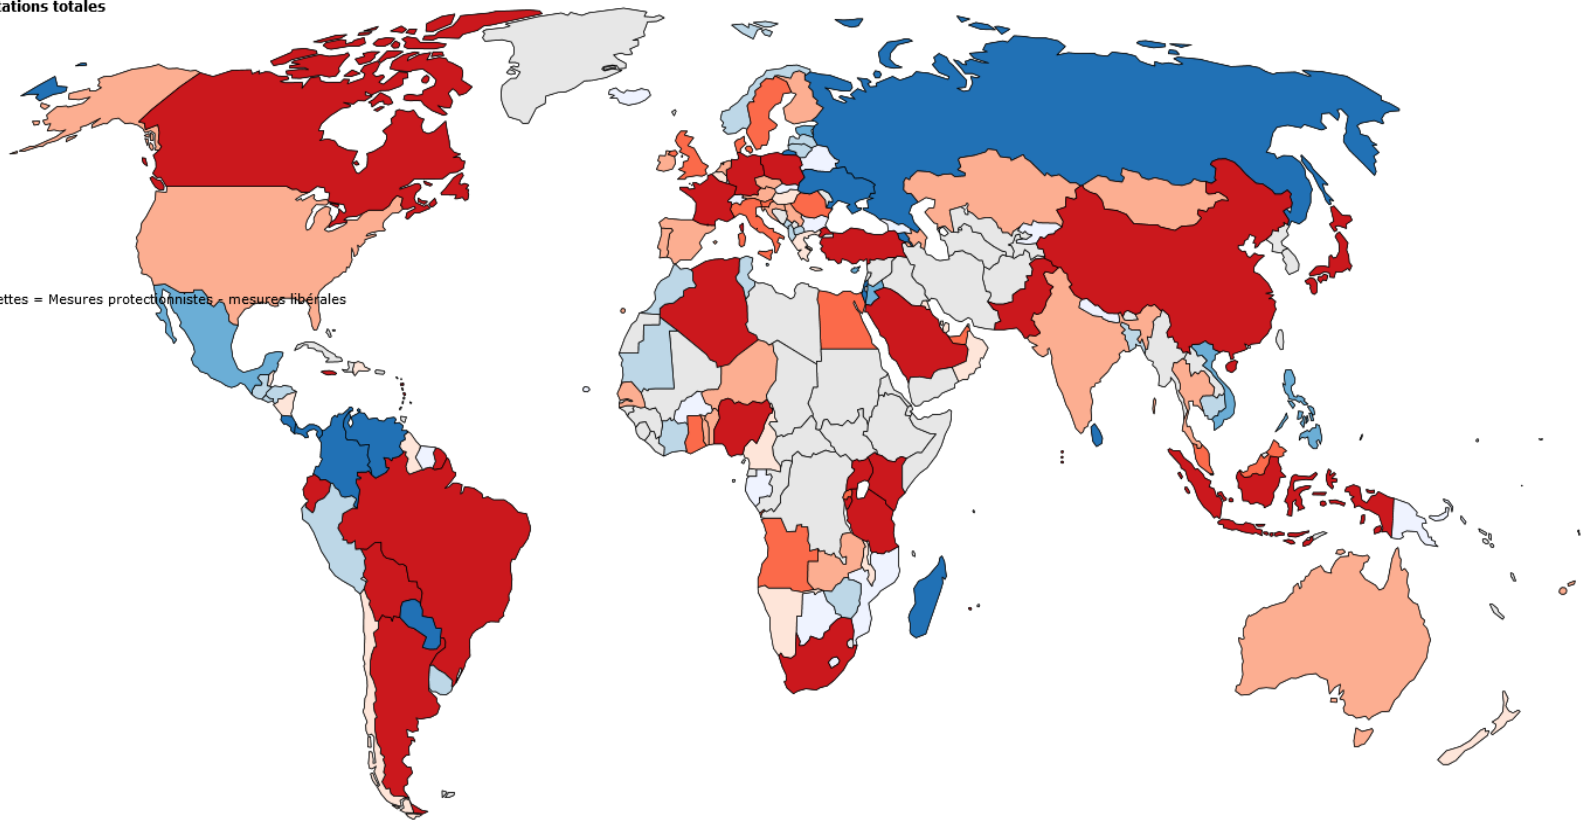 ations totales
ettes = Mesures protectionnistes - mesures libérales